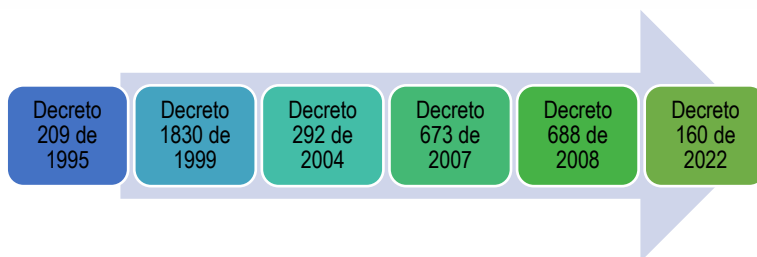 Decreto
209 de
1995
Decreto
1830 de
1999
Decreto
292 de
2004
Decreto
673 de
2007
Decreto
688 de
2008
Decreto
160 de
2022